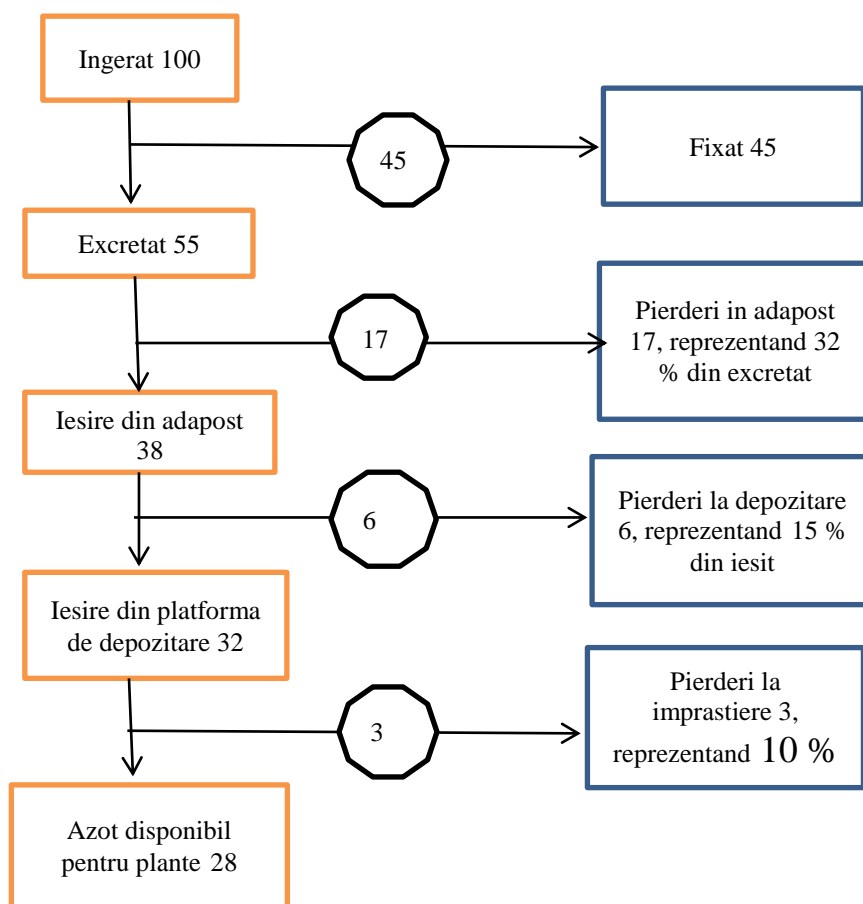 Ingerat 100
45
Fixat 45
Excretat 55
17
Pierderi in adapost
17, reprezentand 32
% din excretat
Iesire din adapost
38
6
Pierderi la depozitare
6, reprezentand 15 %
din iesit
Iesire din platforma
de depozitare 32
3
Pierderi la
imprastiere 3,
reprezentand 10 %
Azot disponibil
pentru plante 28